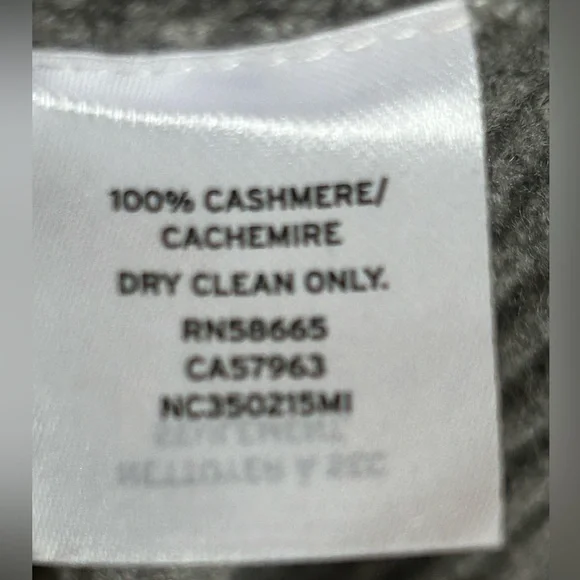 100% CASHMERE/
CACHEMIRE
DRY CLEAN ONLY.
RN58665
CA57963
NC350215MI